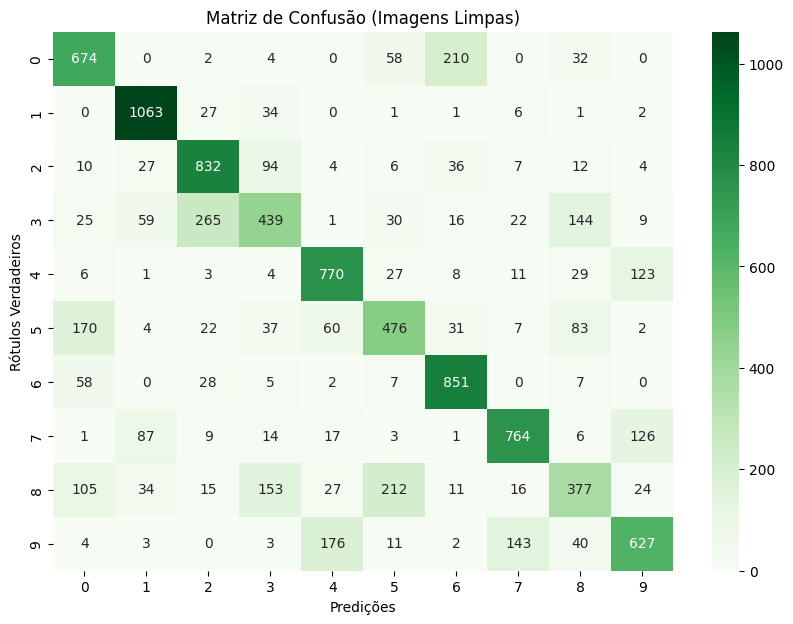 Matriz de Confusão (Imagens Limpas)
0 674 0 2 4 0 58 210 0 32 0
1 0 1063 27 34 0 1 1 6 1 2
2 10 27 832 94 4 6 36 7 12 4
3 25 59 265 439 1 30 16 22 144 9
4 6 1 3 4 770 27 8 11 29 123
5 170 4 22 37 60 476 31 7 83 2
6 58 0 28 5 2 7 851 0 7 0
7 1 87 9 14 17 3 1 764 6 126
8 105 34 15 153 27 212 11 16 377 24
9 4 3 0 3 176 11 2 143 40 627
0 1 2 3 4 5 6 7 8 9
Predições
Rótulos Verdadeiros
1000
800
600
400
200
0